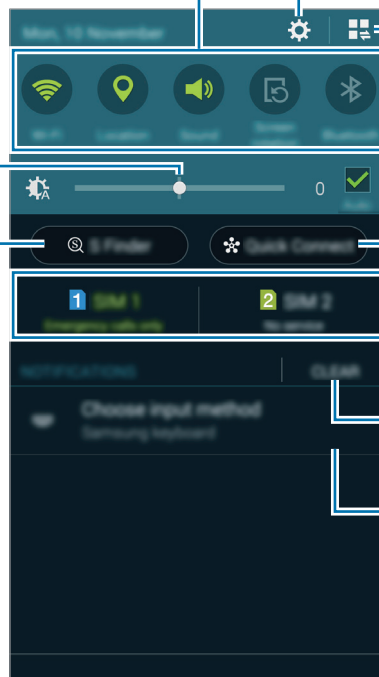 Mon, 10 November
Wi-Fi Location Sound Screen rotation Bluetooth
0
Auto
S Finder Quick Connect
1 SIM 1 2 SIM 2
Emergency calls only No service
NOTIFICATIONS CLEAR
Choose input method
Samsung keyboard